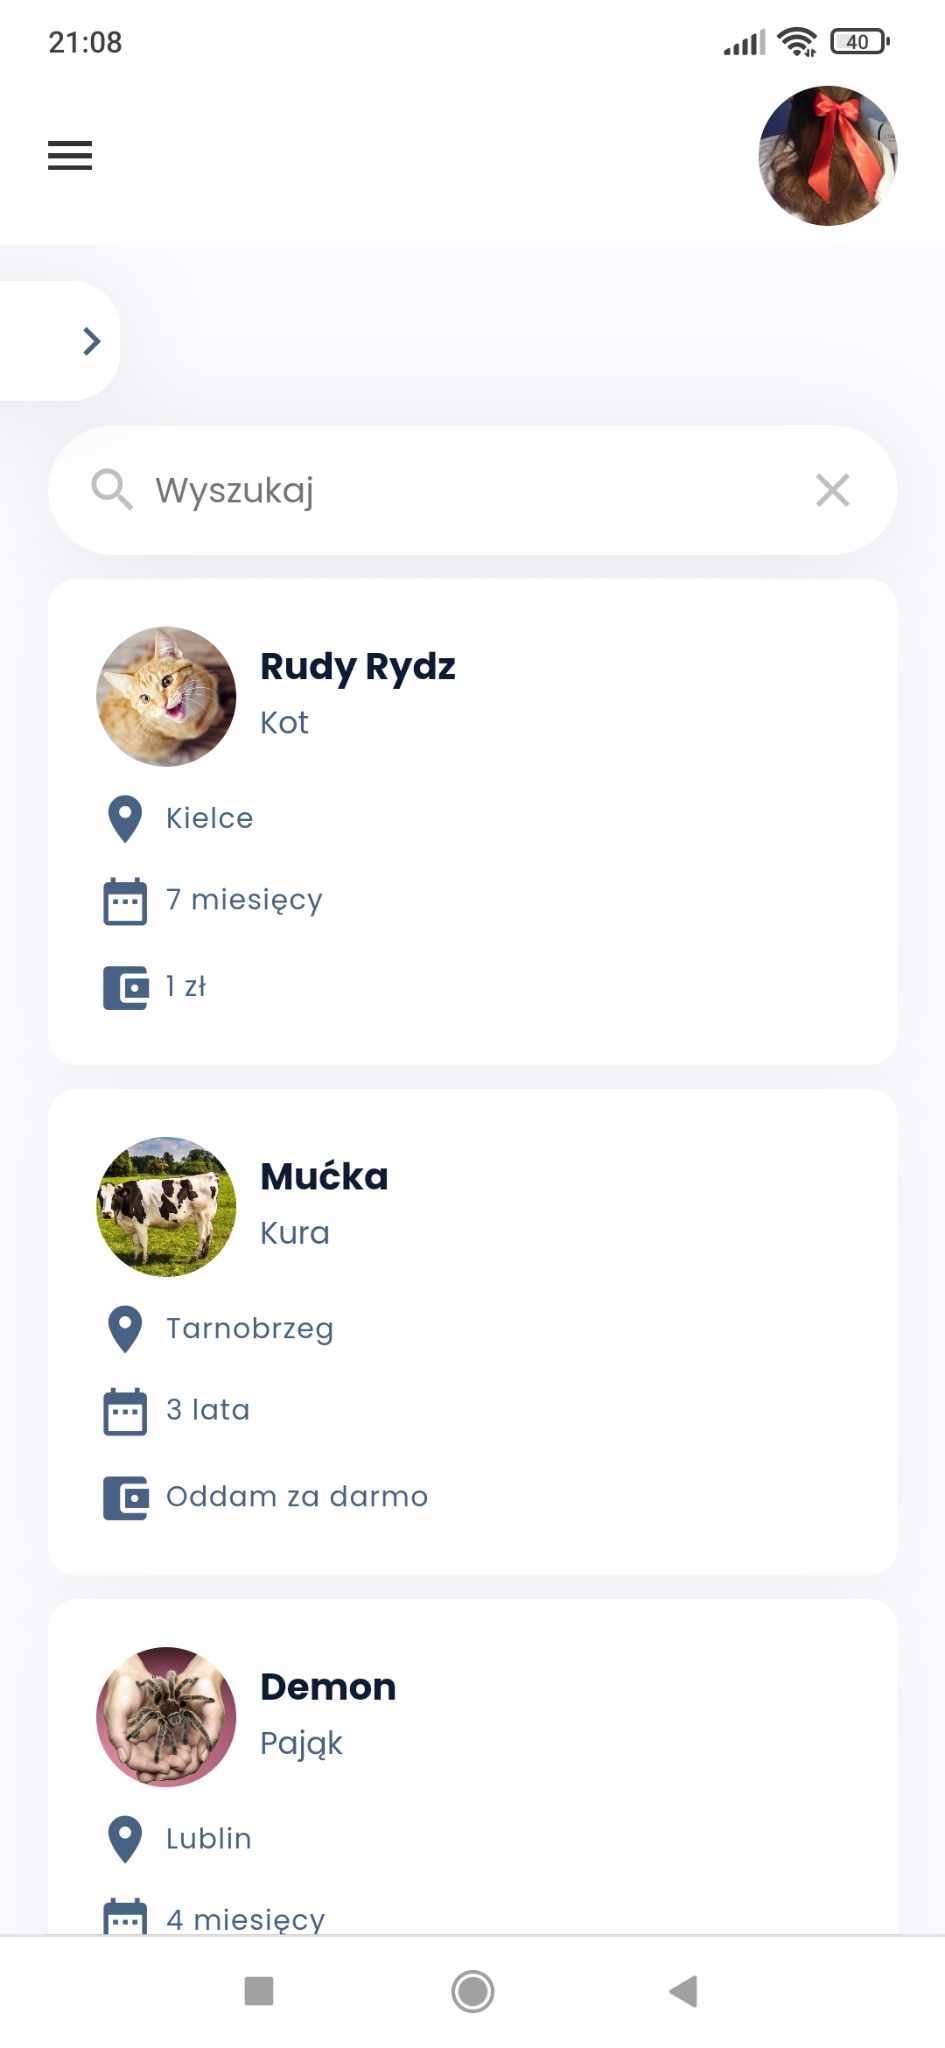 21:08
40
Wyszukaj
Rudy Rydz
Kot
Kielce
7 miesięcy
1 zł
Mućka
Kura
Tarnobrzeg
3 lata
Oddam za darmo
Demon
Pająk
Lublin
4 miesięcy